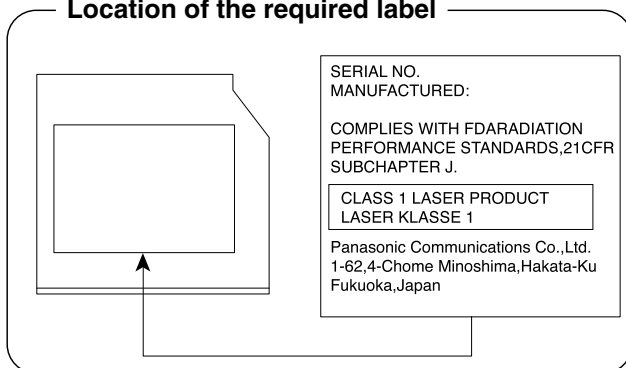 Location of the required label
SERIAL NO.
MANUFACTURED:
COMPLIES WITH FDARADIATION
PERFORMANCE STANDARDS,21CFR
SUBCHAPTER J.
CLASS 1 LASER PRODUCT
LASER KLASSE 1
Panasonic Communications Co.,Ltd.
1-62,4-Chome Minoshima,Hakata-Ku
Fukuoka,Japan